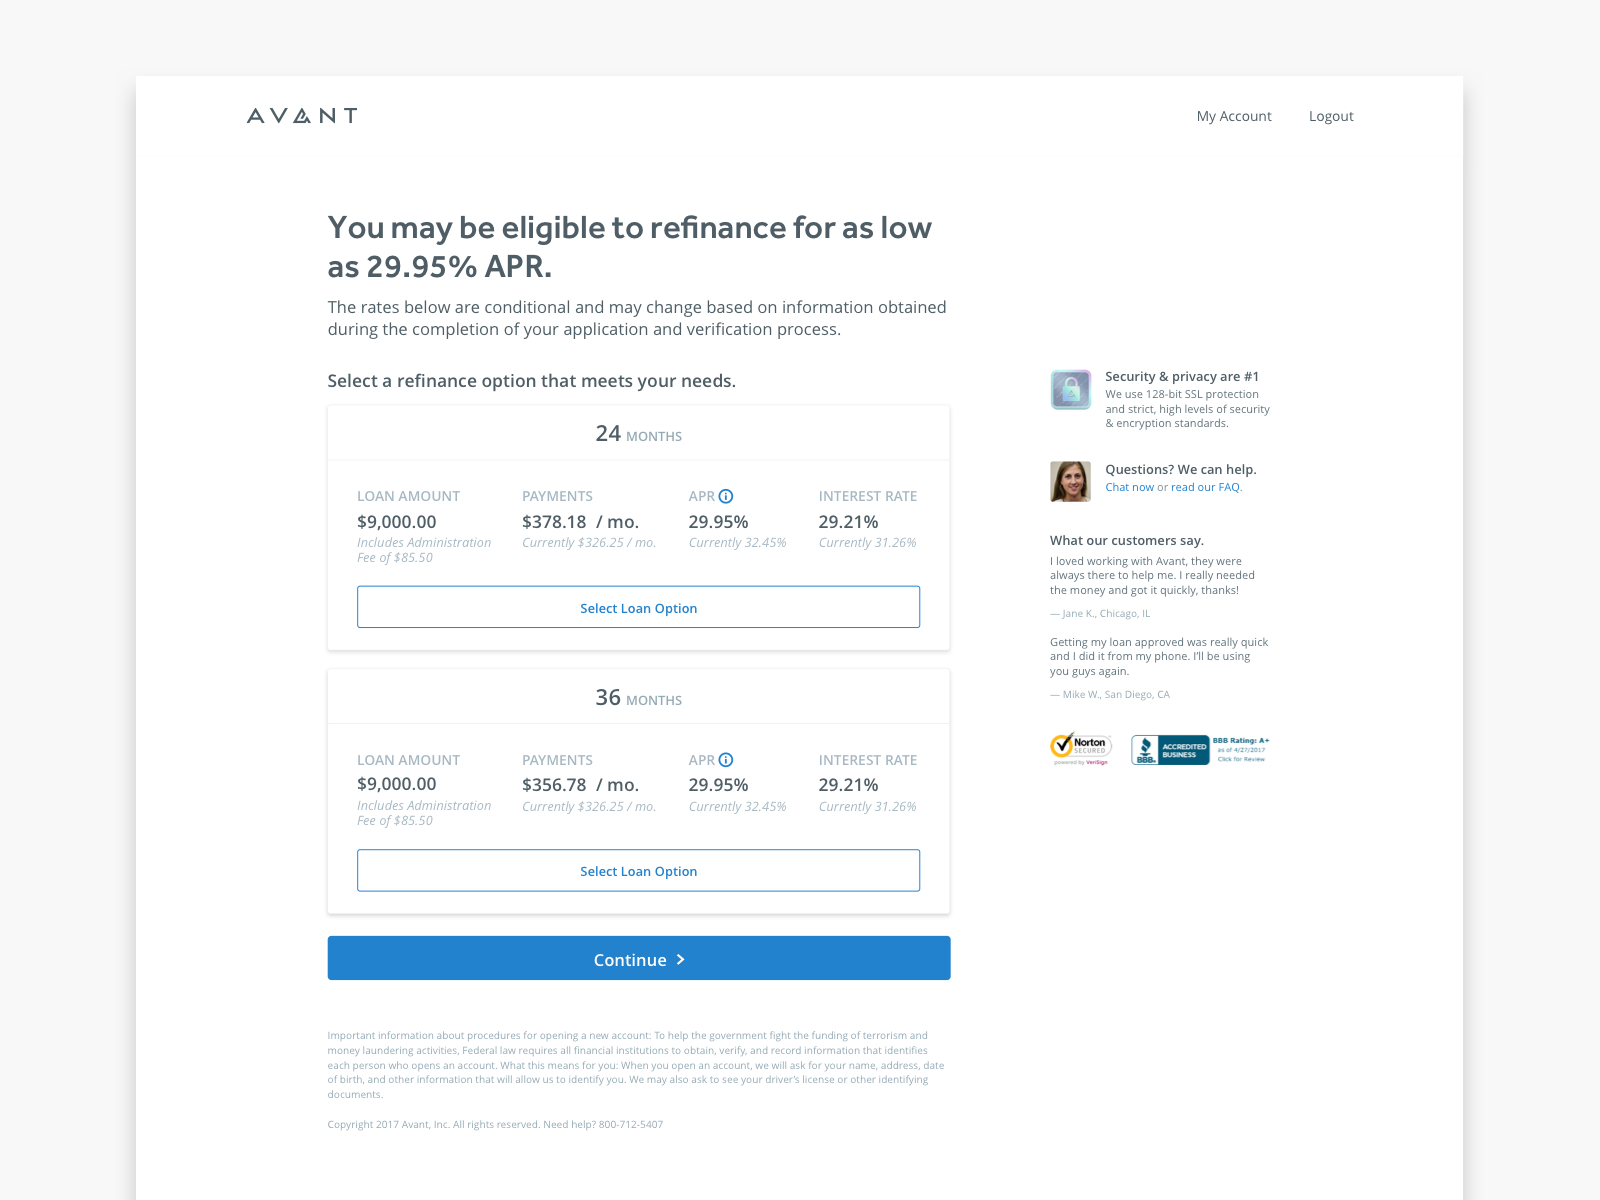 AVANT
My Account
Logout
You may be eligible to refinance for as low
as 29.95% APR.
The rates below are conditional and may change based on information obtained
during the completion of your application and verification process.
Select a refinance option that meets your needs.
24 MONTHS
LOAN AMOUNT
$9,000.00
Includes Administration
Fee of $85.50
PAYMENTS
$378.18 / mo.
Currently $326.25 / mo.
APR
29.95%
Currently 32.45%
INTEREST RATE
29.21%
Currently 31.26%
Select Loan Option
36 MONTHS
LOAN AMOUNT
$9,000.00
Includes Administration
Fee of $85.50
PAYMENTS
$356.78 / mo.
Currently $326.25 / mo.
APR
29.95%
Currently 32.45%
INTEREST RATE
29.21%
Currently 31.26%
Select Loan Option
Continue
Security & privacy are #1
We use 128-bit SSL protection
and strict, high levels of security
& encryption standards.
Questions? We can help.
Chat now or read our FAQ.
What our customers say.
I loved working with Avant, they were
always there to help me. I really needed
the money and got it quickly, thanks!
— Jane K., Chicago, IL
Getting my loan approved was really quick
and I did it from my phone. I'll be using
you guys again.
— Mike W., San Diego, CA
Norton
SECURED
powered by VeriSign
BBB.
ACCREDITED
BUSINESS
BBB Rating: A+
as of 4/27/2017
Click for Review
Important information about procedures for opening a new account: To help the government fight the funding of terrorism and
money laundering activities, Federal law requires all financial institutions to obtain, verify, and record information that identifies
each person who opens an account. What this means for you: When you open an account, we will ask for your name, address, date
of birth, and other information that will allow us to identify you. We may also ask to see your driver's license or other identifying
documents.
Copyright 2017 Avant, Inc. All rights reserved. Need help? 800-712-5407